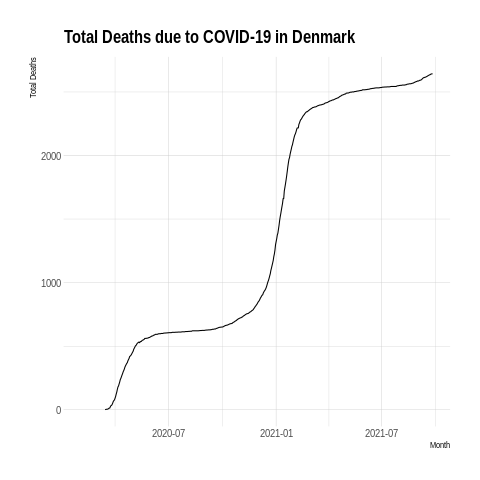 Total Deaths due to COVID-19 in Denmark
Total Deaths
2000
1000
0
2020-07
2021-01
2021-07
Month